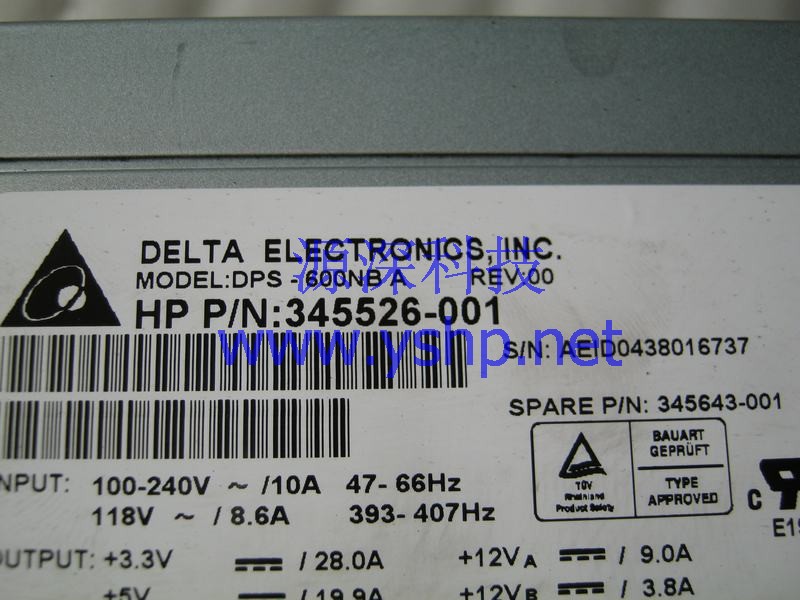 DELTA ELECTRONICS, INC.
MODEL:DPS - 600NB A REV:00
HP P/N:345526-001
源深科技
www.yshp.net
S/N: AEID0438016737
SPARE P/N: 345643-001
TÜV
Rheinland
Product Safety
BAUART
GEPRÜFT
TYPE
APPROVED
C
E19
INPUT: 100-240V ~ /10A 47- 66Hz
118V ~ / 8.6A 393- 407Hz
OUTPUT: +3.3V / 28.0A +12VA / 9.0A
+5V / 19.9A +12VB / 3.8A